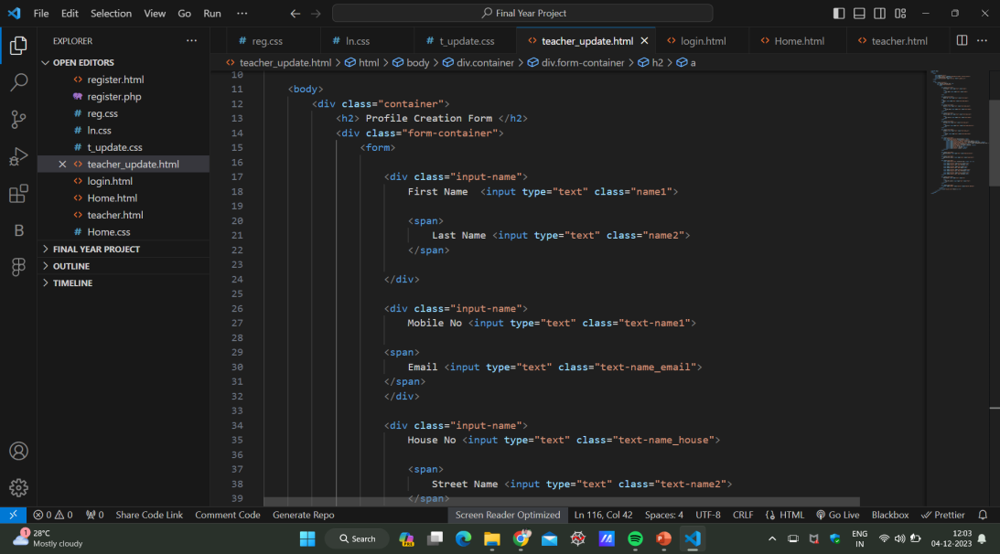 File Edit Selection View Go Run ··· Final Year Project
EXPLORER ···
OPEN EDITORS
register.html
register.php
reg.css
ln.css
t_update.css
teacher_update.html
login.html
Home.html
teacher.html
Home.css
FINAL YEAR PROJECT
OUTLINE
TIMELINE
reg.css ln.css t_update.css teacher_update.html login.html Home.html teacher.html
teacher_update.html > html > body > div.container > div.form-container > h2 > a
10
11 <body>
12 <div class="container">
13 <h2> Profile Creation Form </h2>
14 <div class="form-container">
15 <form>
16
17 <div class="input-name">
18 First Name <input type="text" class="name1">
19
20 <span>
21 Last Name <input type="text" class="name2">
22 </span>
23
24 </div>
25
26 <div class="input-name">
27 Mobile No <input type="text" class="text-name1">
28
29 <span>
30 Email <input type="text" class="text-name_email">
31 </span>
32 </div>
33
34 <div class="input-name">
35 House No <input type="text" class="text-name_house">
36
37 <span>
38 Street Name <input type="text" class="text-name2">
39 </span>
0 0 0 Share Code Link Comment Code Generate Repo Screen Reader Optimized Ln 116, Col 42 Spaces: 4 UTF-8 CRLF HTML Go Live Blackbox Prettier
1 28°C
Mostly cloudy
Search
PRE
ENG
IN
12:03
04-12-2023